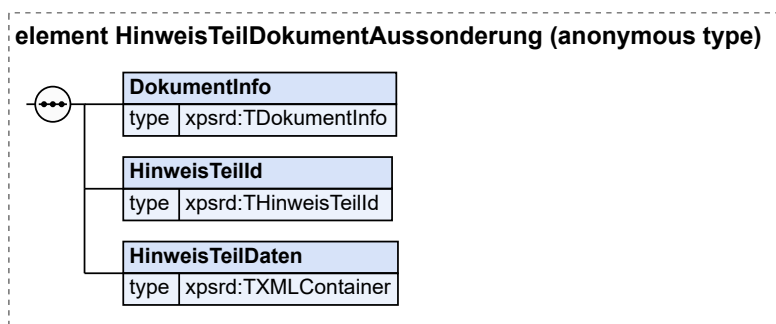 element HinweisTeilDokumentAussonderung (anonymous type)
DokumentInfo
type xpsrd:TDokumentInfo
HinweisTeilId
type xpsrd:THinweisTeilId
HinweisTeilDaten
type xpsrd:TXMLContainer